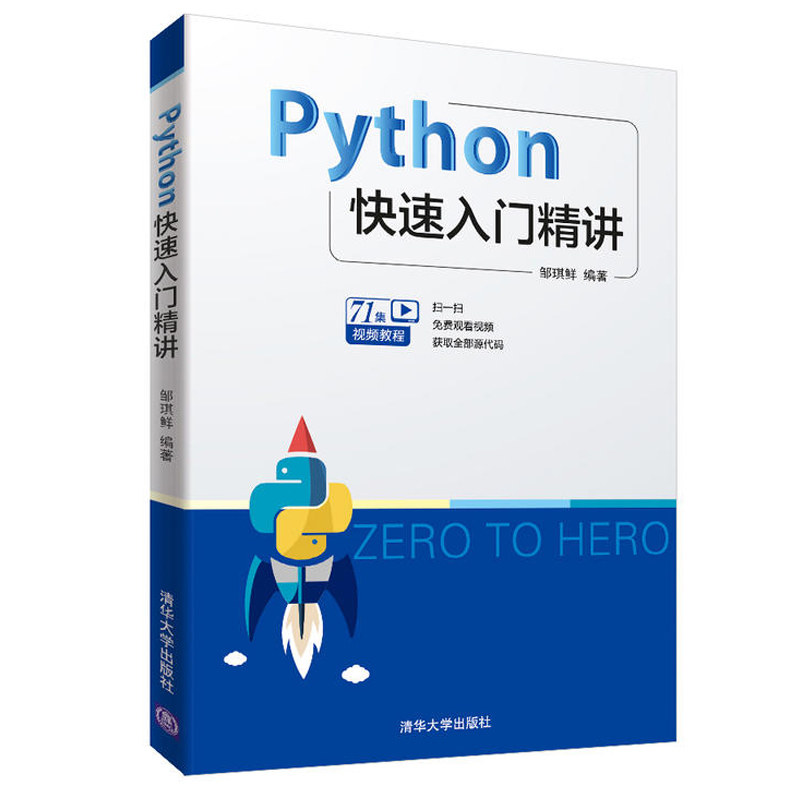 Python
快速入门精讲
邹琪鲜 编著
71集
视频教程
扫一扫
免费观看视频
获取全部源代码
ZERO TO HERO
清华大学出版社
Python 快速入门精讲
邹琪鲜 编著
清华大学出版社